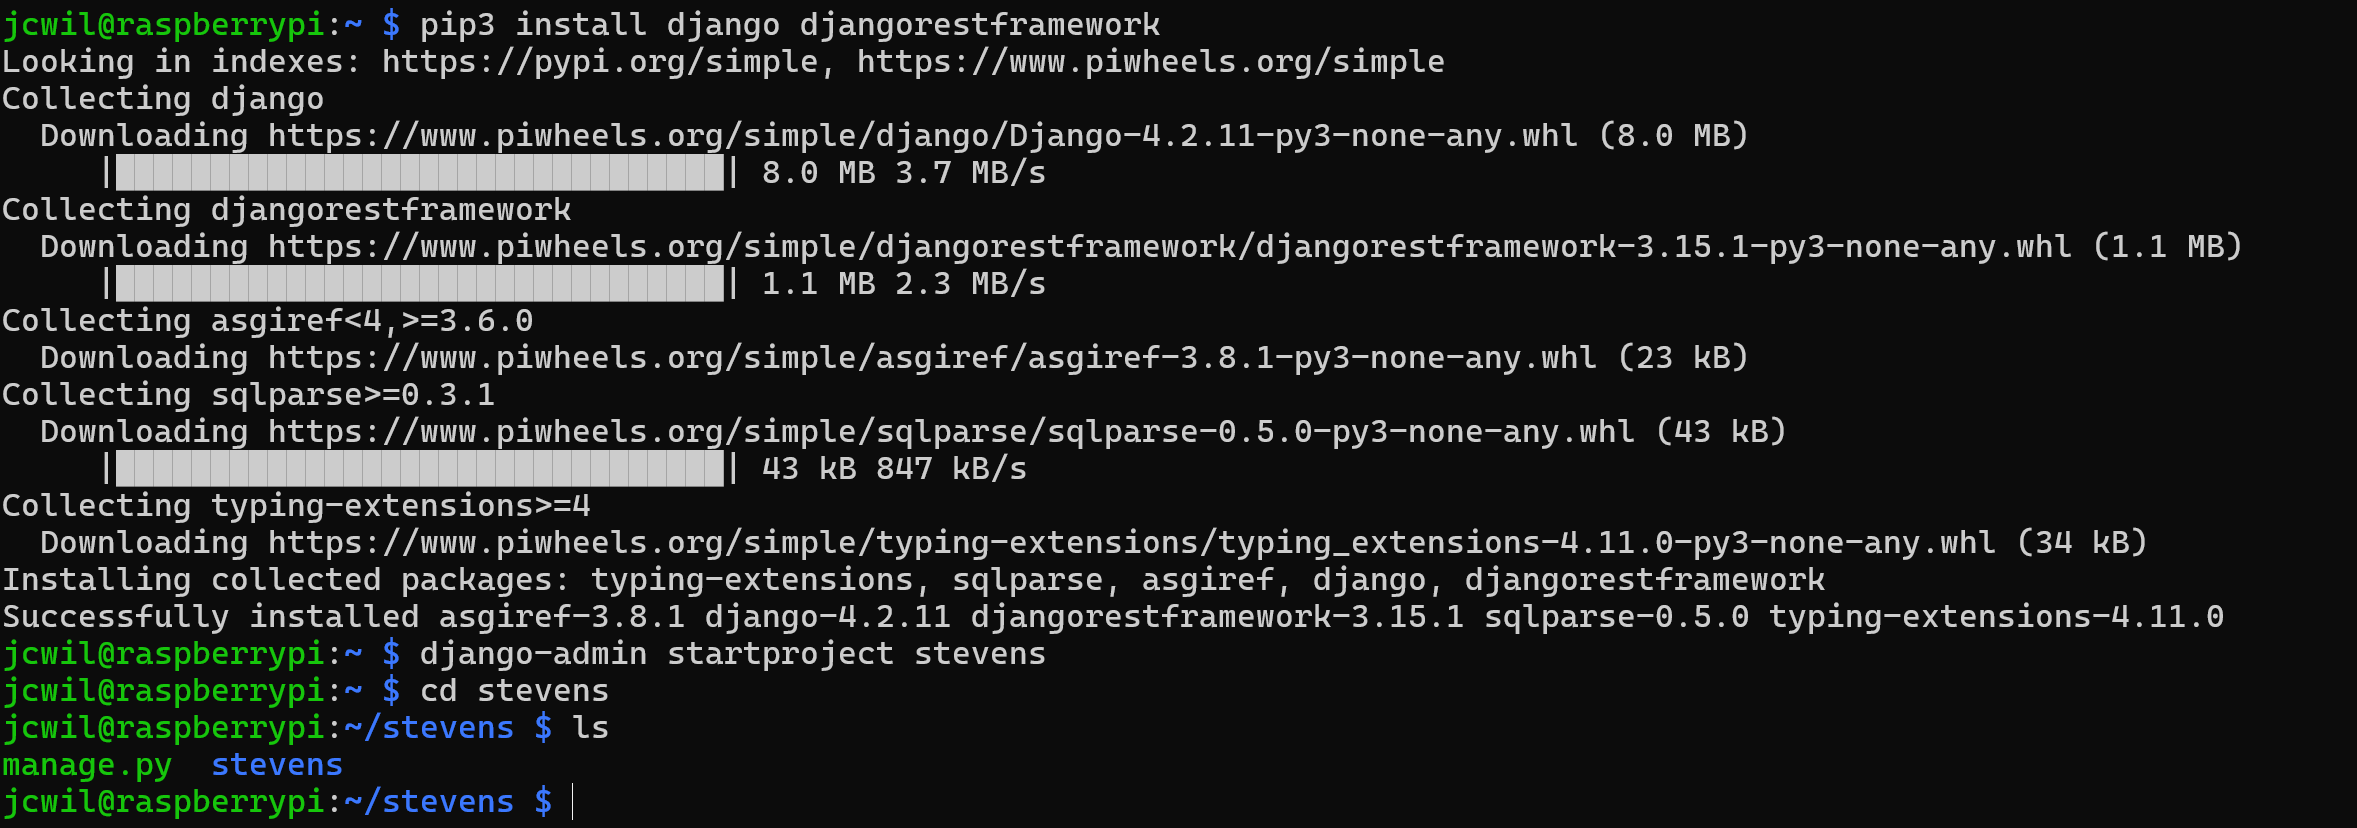 jcwil@raspberrypi:~ $ pip3 install django djangorestframework
Looking in indexes: https://pypi.org/simple, https://www.piwheels.org/simple
Collecting django
  Downloading https://www.piwheels.org/simple/django/Django-4.2.11-py3-none-any.whl (8.0 MB)
     |████████████████████████████████| 8.0 MB 3.7 MB/s
Collecting djangorestframework
  Downloading https://www.piwheels.org/simple/djangorestframework/djangorestframework-3.15.1-py3-none-any.whl (1.1 MB)
     |████████████████████████████████| 1.1 MB 2.3 MB/s
Collecting asgiref<4,>=3.6.0
  Downloading https://www.piwheels.org/simple/asgiref/asgiref-3.8.1-py3-none-any.whl (23 kB)
Collecting sqlparse>=0.3.1
  Downloading https://www.piwheels.org/simple/sqlparse/sqlparse-0.5.0-py3-none-any.whl (43 kB)
     |████████████████████████████████| 43 kB 847 kB/s
Collecting typing-extensions>=4
  Downloading https://www.piwheels.org/simple/typing-extensions/typing_extensions-4.11.0-py3-none-any.whl (34 kB)
Installing collected packages: typing-extensions, sqlparse, asgiref, django, djangorestframework
Successfully installed asgiref-3.8.1 django-4.2.11 djangorestframework-3.15.1 sqlparse-0.5.0 typing-extensions-4.11.0
jcwil@raspberrypi:~ $ django-admin startproject stevens
jcwil@raspberrypi:~ $ cd stevens
jcwil@raspberrypi:~/stevens $ ls
manage.py  stevens
jcwil@raspberrypi:~/stevens $